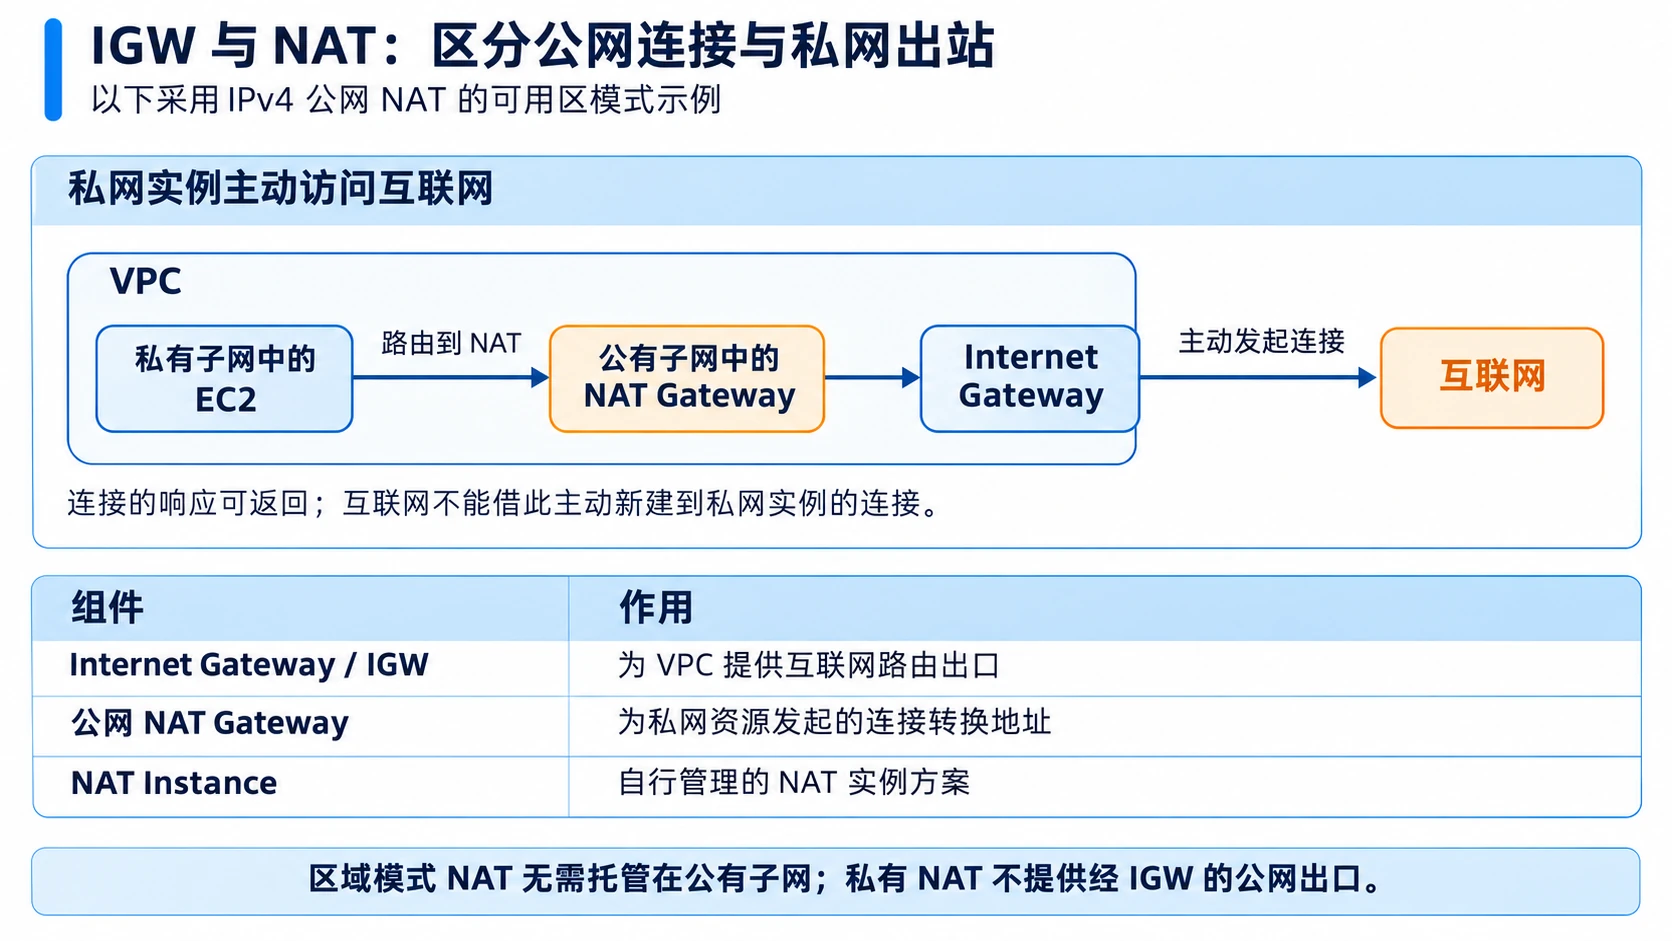 IGW 与 NAT：区分公网连接与私网出站
以下采用 IPv4 公网 NAT 的可用区模式示例
私网实例主动访问互联网
VPC
私有子网中的
EC2
路由到 NAT
公有子网中的
NAT Gateway
Internet
Gateway
主动发起连接
互联网
连接的响应可返回；互联网不能借此主动新建到私网实例的连接。
组件
作用
Internet Gateway / IGW
为 VPC 提供互联网路由出口
公网 NAT Gateway
为私网资源发起的连接转换地址
NAT Instance
自行管理的 NAT 实例方案
区域模式 NAT 无需托管在公有子网；私有 NAT 不提供经 IGW 的公网出口。